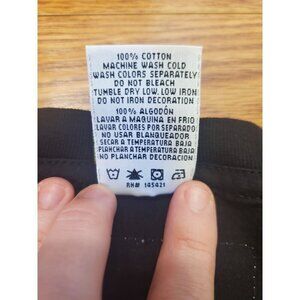 100% COTTON
MACHINE WASH COLD
WASH COLORS SEPARATELY
DO NOT BLEACH
TUMBLE DRY LOW. LOW IRON
DO NOT IRON DECORATION
100% ALGODÓN
LAVAR A MAQUINA EN FRIO
LAVAR COLORES POR SEPARADO
NO USAR BLANQUEADOR
SECAR A TEMPERATURA BAJA
PLANCHAR A TEMPERATURA BAJA
NO PLANCHAR DECORACION
RN# 145421